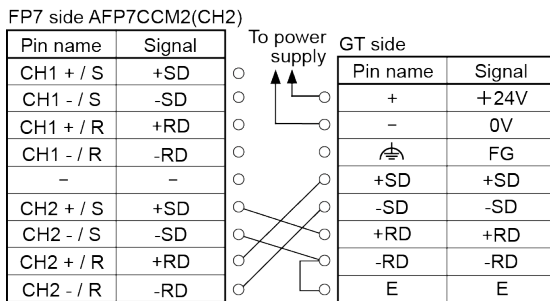 FP7 side AFP7CCM2(CH2)
Pin name Signal
CH1 + / S +SD
CH1 - / S -SD
CH1 + / R +RD
CH1 - / R -RD
– –
CH2 + / S +SD
CH2 - / S -SD
CH2 + / R +RD
CH2 - / R -RD
To power
supply
GT side
Pin name Signal
+ +24V
– 0V
FG
+SD +SD
-SD -SD
+RD +RD
-RD -RD
E E